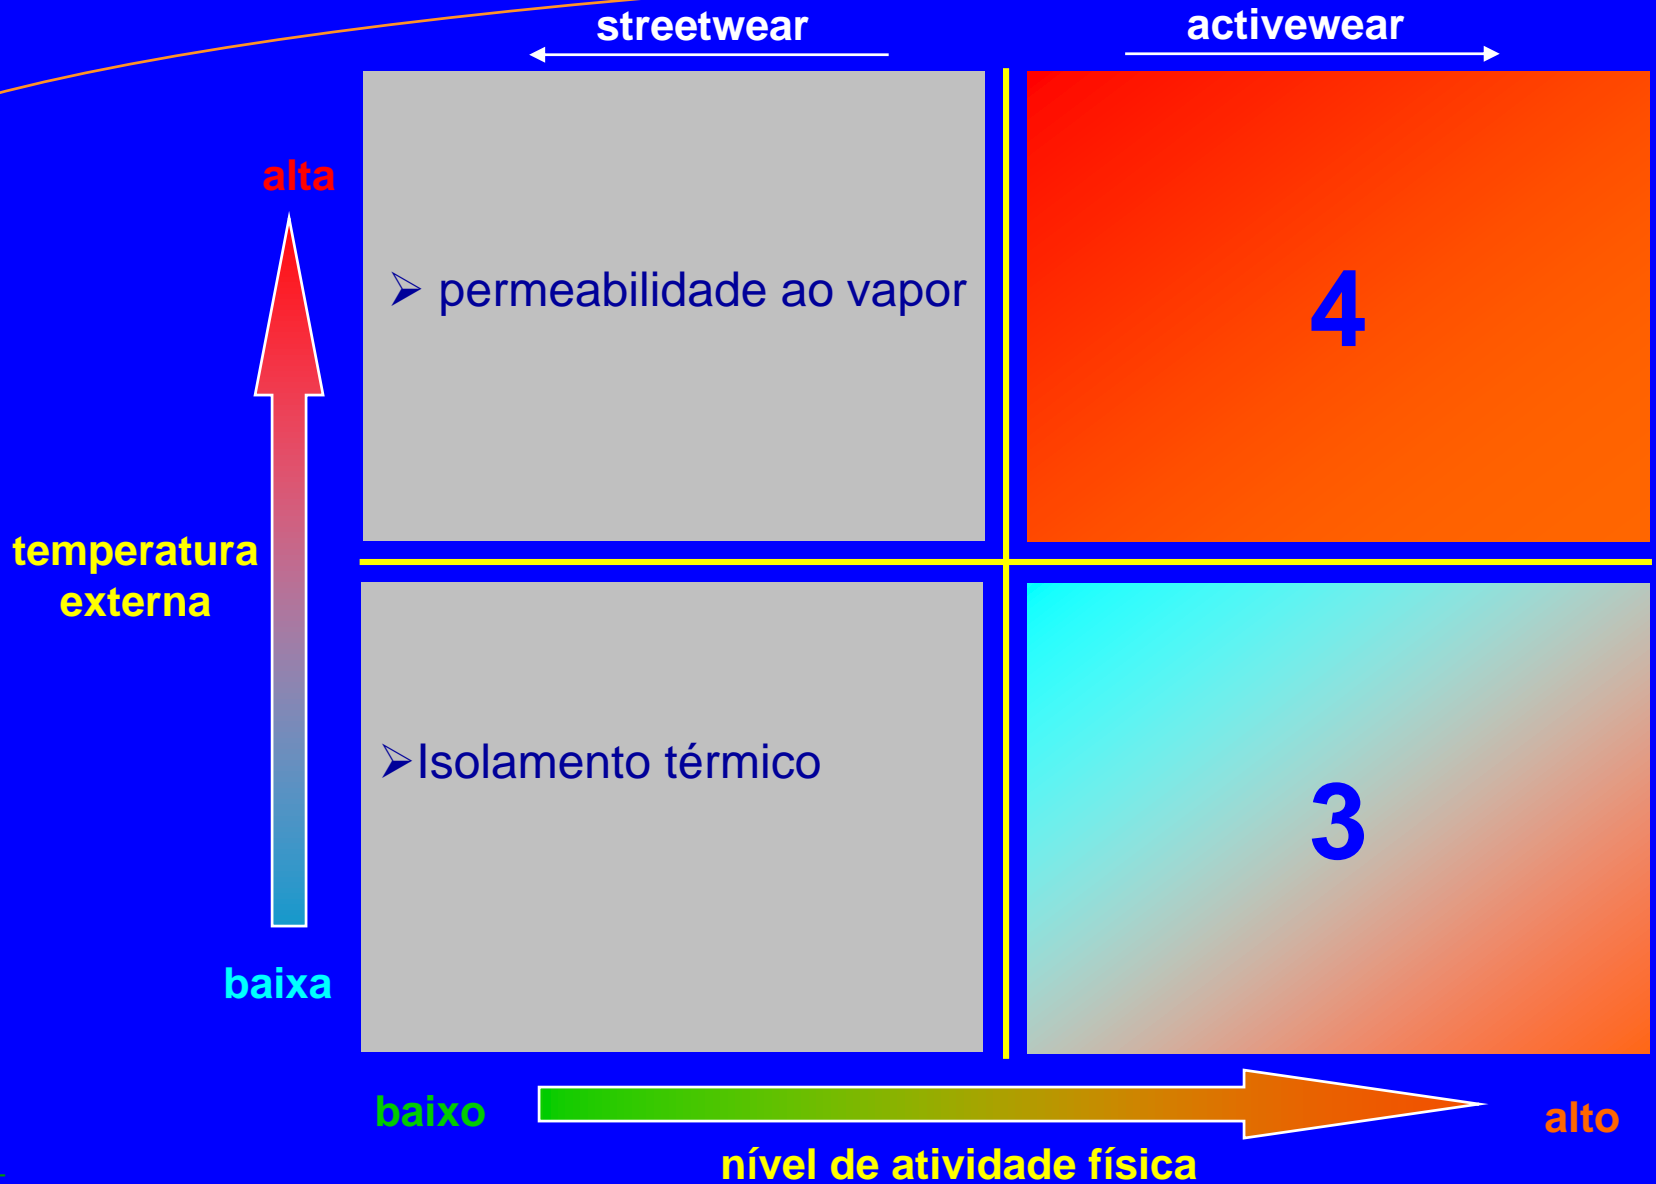 streetwear
activewear
alta
➢ permeabilidade ao vapor
4
temperatura
externa
➢Isolamento térmico
3
baixa
baixo
alto
nível de atividade física